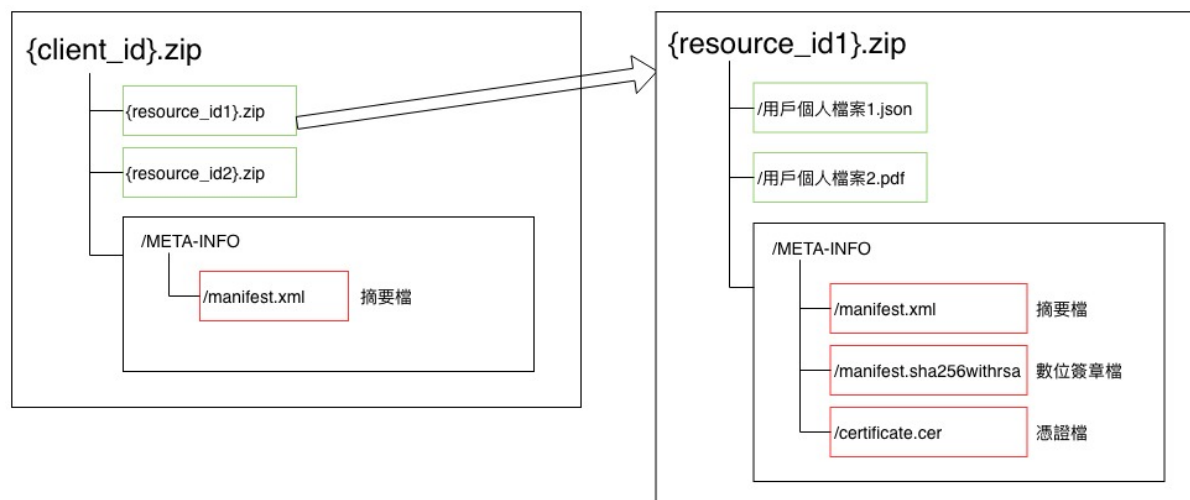 {client_id}.zip
{resource_id1}.zip
{resource_id2}.zip
/META-INFO
/manifest.xml 摘要檔
{resource_id1}.zip
/用戶個人檔案1.json
/用戶個人檔案2.pdf
/META-INFO
/manifest.xml 摘要檔
/manifest.sha256withrsa 數位簽章檔
/certificate.cer 憑證檔